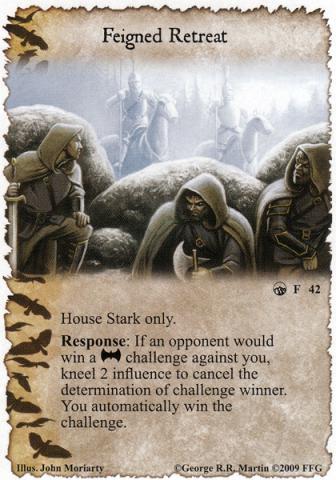 Feigned Retreat
F 42
House Stark only.
Response: If an opponent would
win a challenge against you,
kneel 2 influence to cancel the
determination of challenge winner.
You automatically win the
challenge.
Illus. John Moriarty ©George R.R. Martin ©2009 FFG